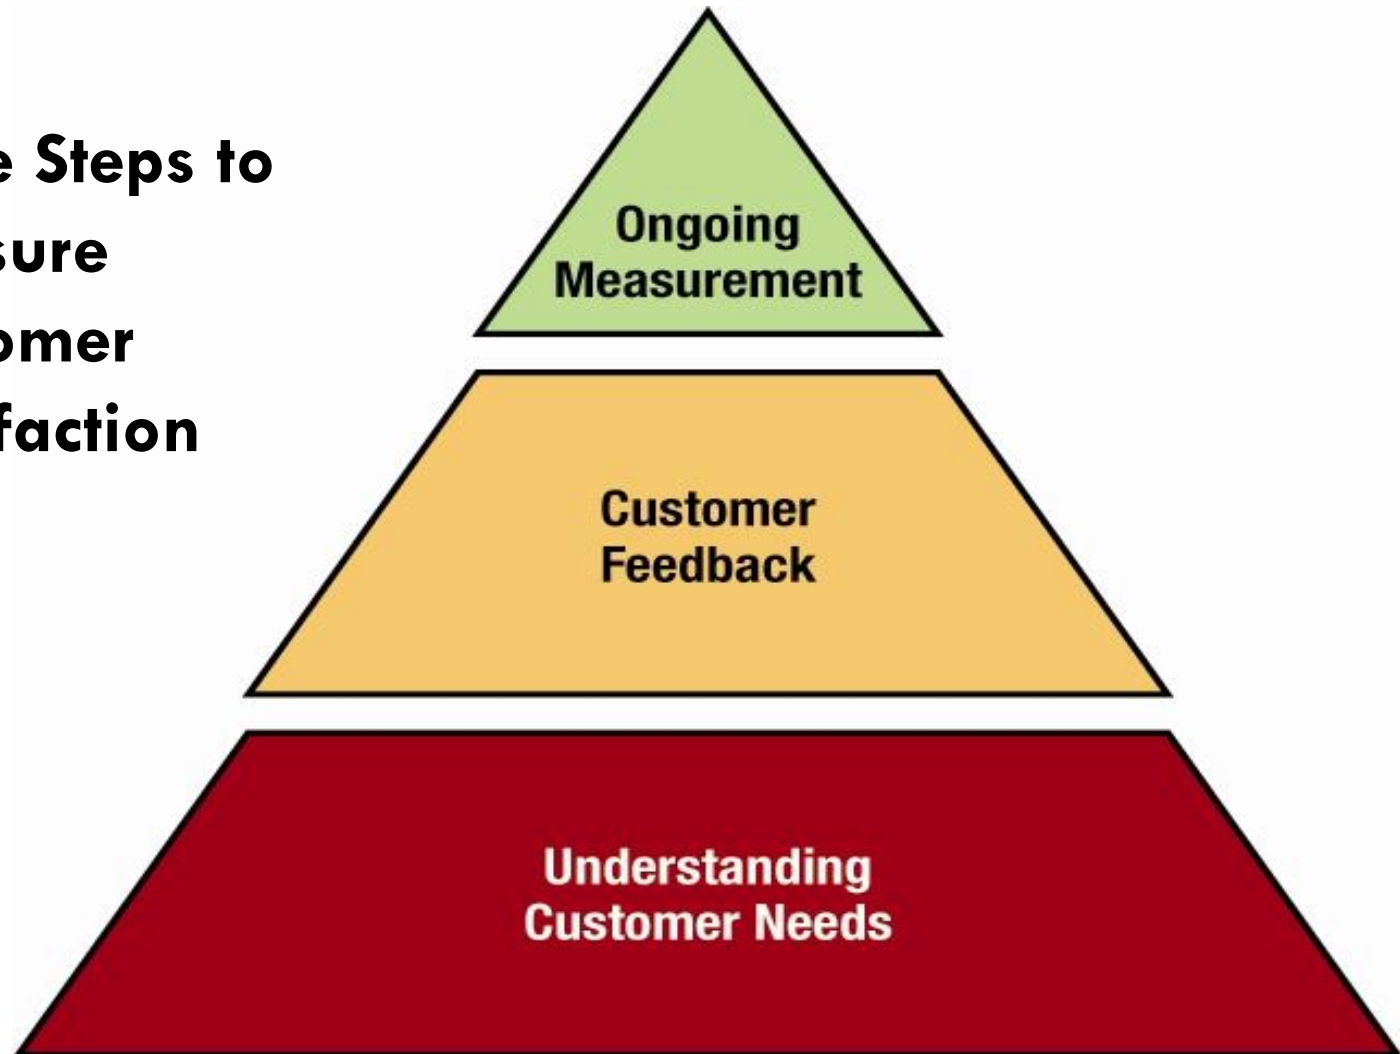 e Steps to
sure
omer
faction
Ongoing
Measurement
Customer
Feedback
Understanding
Customer Needs